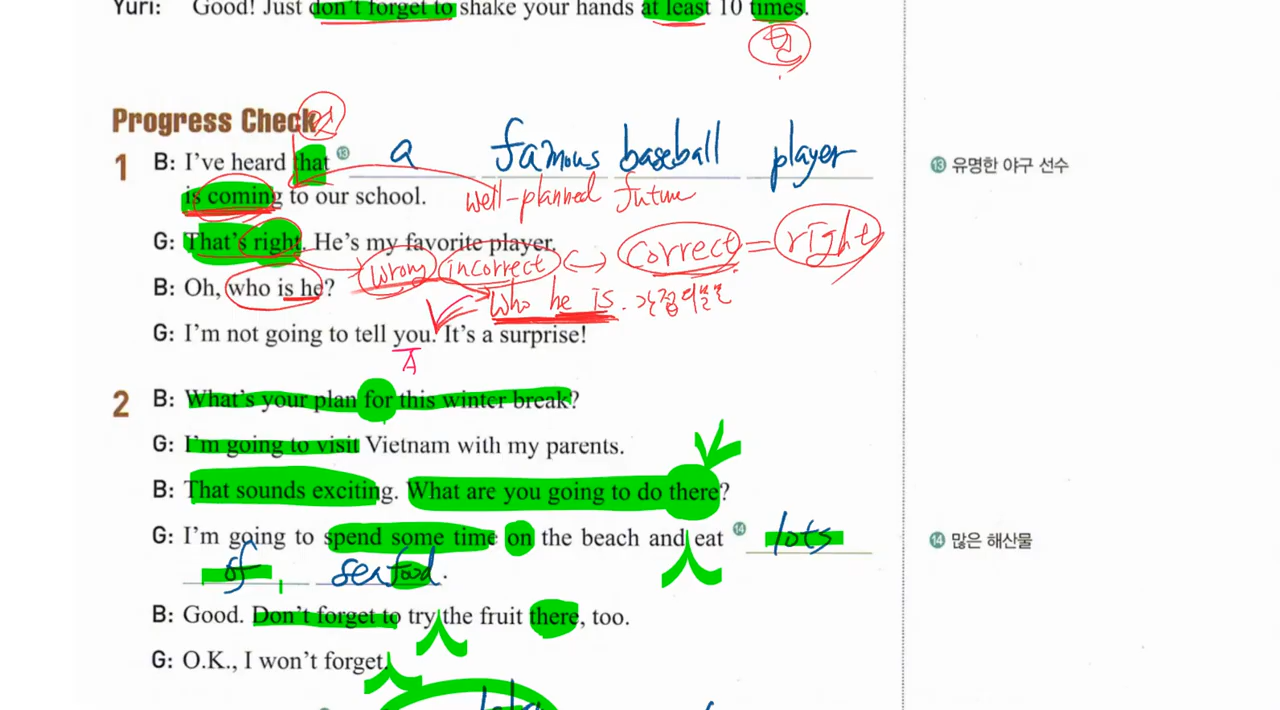 Yuri: Good! Just don't forget to shake your hands at least 10 times.
Progress Check
1 B: I've heard that ⑬ a famous baseball player ⑬ 유명한 야구 선수
is coming to our school. well-planned future
G: That's right. He's my favorite player.
wrong incorrect ↔ correct = right
B: Oh, who is he?
who he is. 간접의문문
G: I'm not going to tell you. It's a surprise!
A
2 B: What's your plan for this winter break?
G: I'm going to visit Vietnam with my parents.
B: That sounds exciting. What are you going to do there?
G: I'm going to spend some time on the beach and eat ⑭ lots ⑭ 많은 해산물
of seafood.
B: Good. Don't forget to try the fruit there, too.
G: O.K., I won't forget.